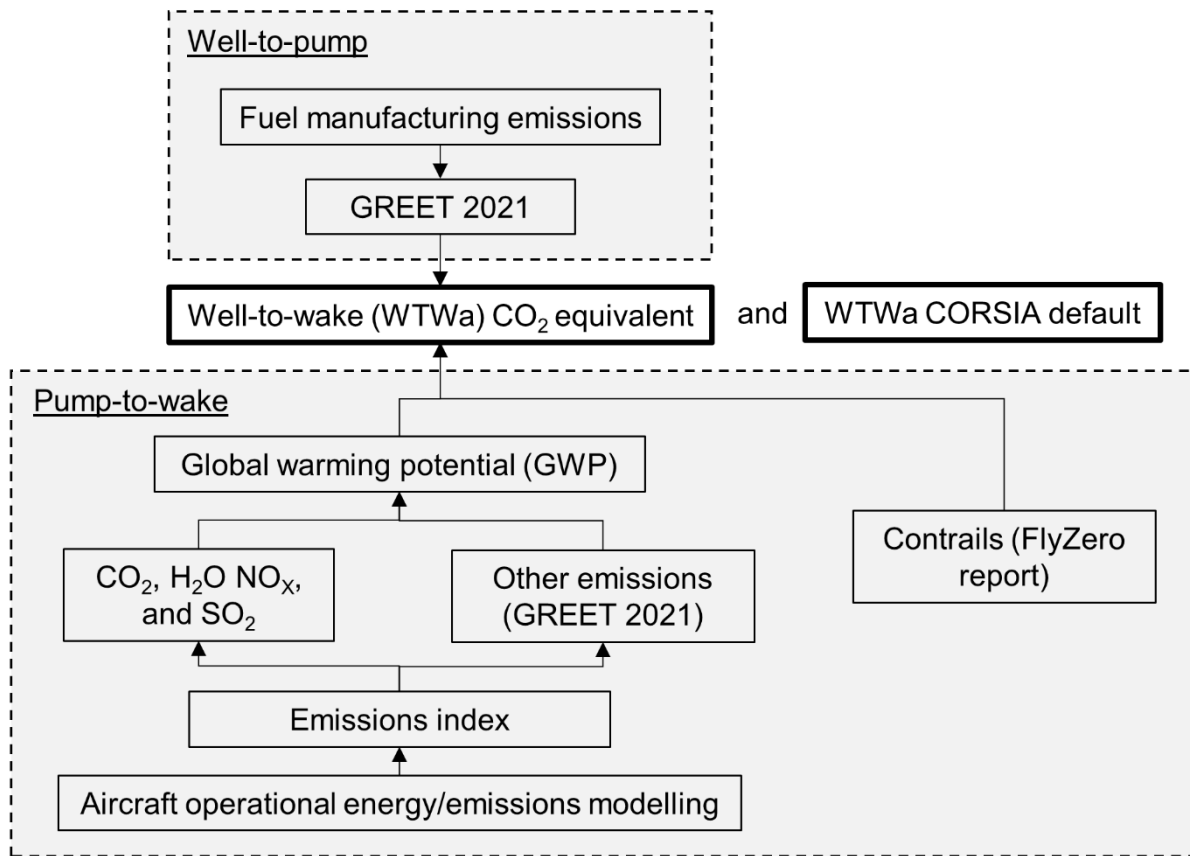 Well-to-pump
Fuel manufacturing emissions
GREET 2021
Well-to-wake (WTWa) CO₂ equivalent and WTWa CORSIA default
Pump-to-wake
Global warming potential (GWP)
CO₂, H₂O NOₓ,
and SO₂
Other emissions
(GREET 2021)
Contrails (FlyZero
report)
Emissions index
Aircraft operational energy/emissions modelling